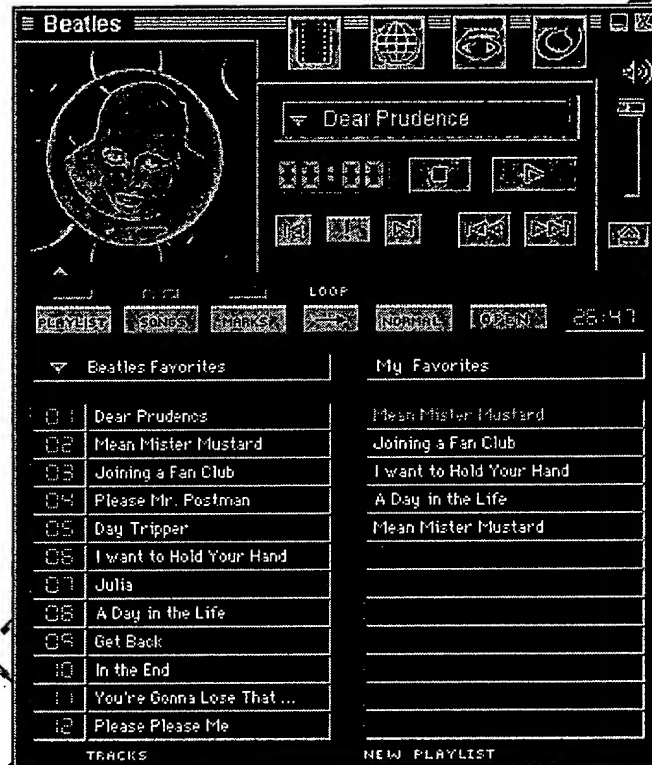 Beatles
Dear Prudence
00:00
LOOP
PLAYLIST SONGS MARKS NORMAL OPEN 26:47
Beatles Favorites
My Favorites
01 Dear Prudence
02 Mean Mister Mustard
03 Joining a Fan Club
04 Please Mr. Postman
05 Day Tripper
06 I want to Hold Your Hand
07 Julia
08 A Day in the Life
09 Get Back
10 In the End
11 You're Gonna Lose That ...
12 Please Please Me
TRACKS
Mean Mister Mustard
Joining a Fan Club
I want to Hold Your Hand
A Day in the Life
Mean Mister Mustard
NEW PLAYLIST